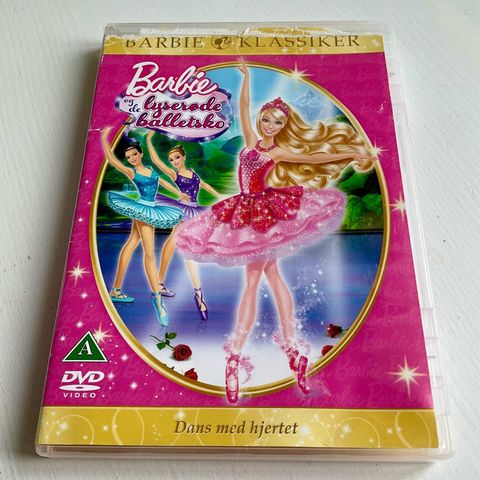 BARBIE KLASSIKER
Barbie
og de lyserøde
balletsko
A
DVD
VIDEO
Dans med hjertet